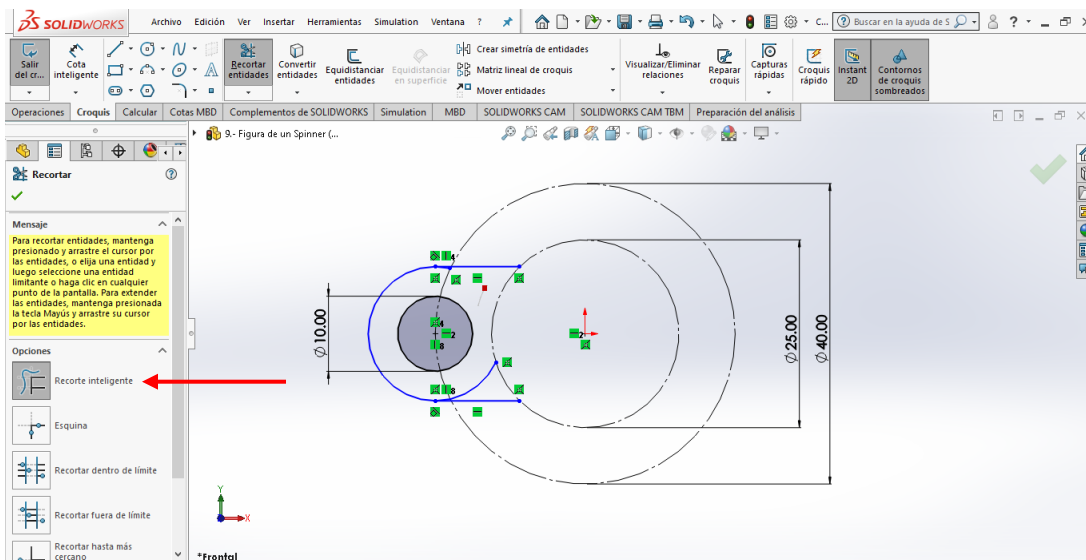 SOLIDWORKS
Archivo Edición Ver Insertar Herramientas Simulation Ventana ?
C...
Buscar en la ayuda de S
?
Salir del cr...
Cota inteligente
Recortar entidades
Convertir entidades
Equidistanciar entidades
Equidistanciar en superficie
Crear simetría de entidades
Matriz lineal de croquis
Mover entidades
Visualizar/Eliminar relaciones
Reparar croquis
Capturas rápidas
Croquis rápido
Instant 2D
Contornos de croquis sombreados
Operaciones Croquis Calcular Cotas MBD Complementos de SOLIDWORKS Simulation MBD SOLIDWORKS CAM SOLIDWORKS CAM TBM Preparación del análisis
9.- Figura de un Spinner (...
Recortar
Mensaje
Para recortar entidades, mantenga
presionado y arrastre el cursor por
las entidades, o elija una entidad y
luego seleccione una entidad
limitante o haga clic en cualquier
punto de la pantalla. Para extender
las entidades, mantenga presionada
la tecla Mayús y arrastre su cursor
por las entidades.
Opciones
Recorte inteligente
Esquina
Recortar dentro de límite
Recortar fuera de límite
Recortar hasta más
cercano
4
4
2
8
8
2
∅10.00
∅25.00
∅40.00
Y
X
*Frontal